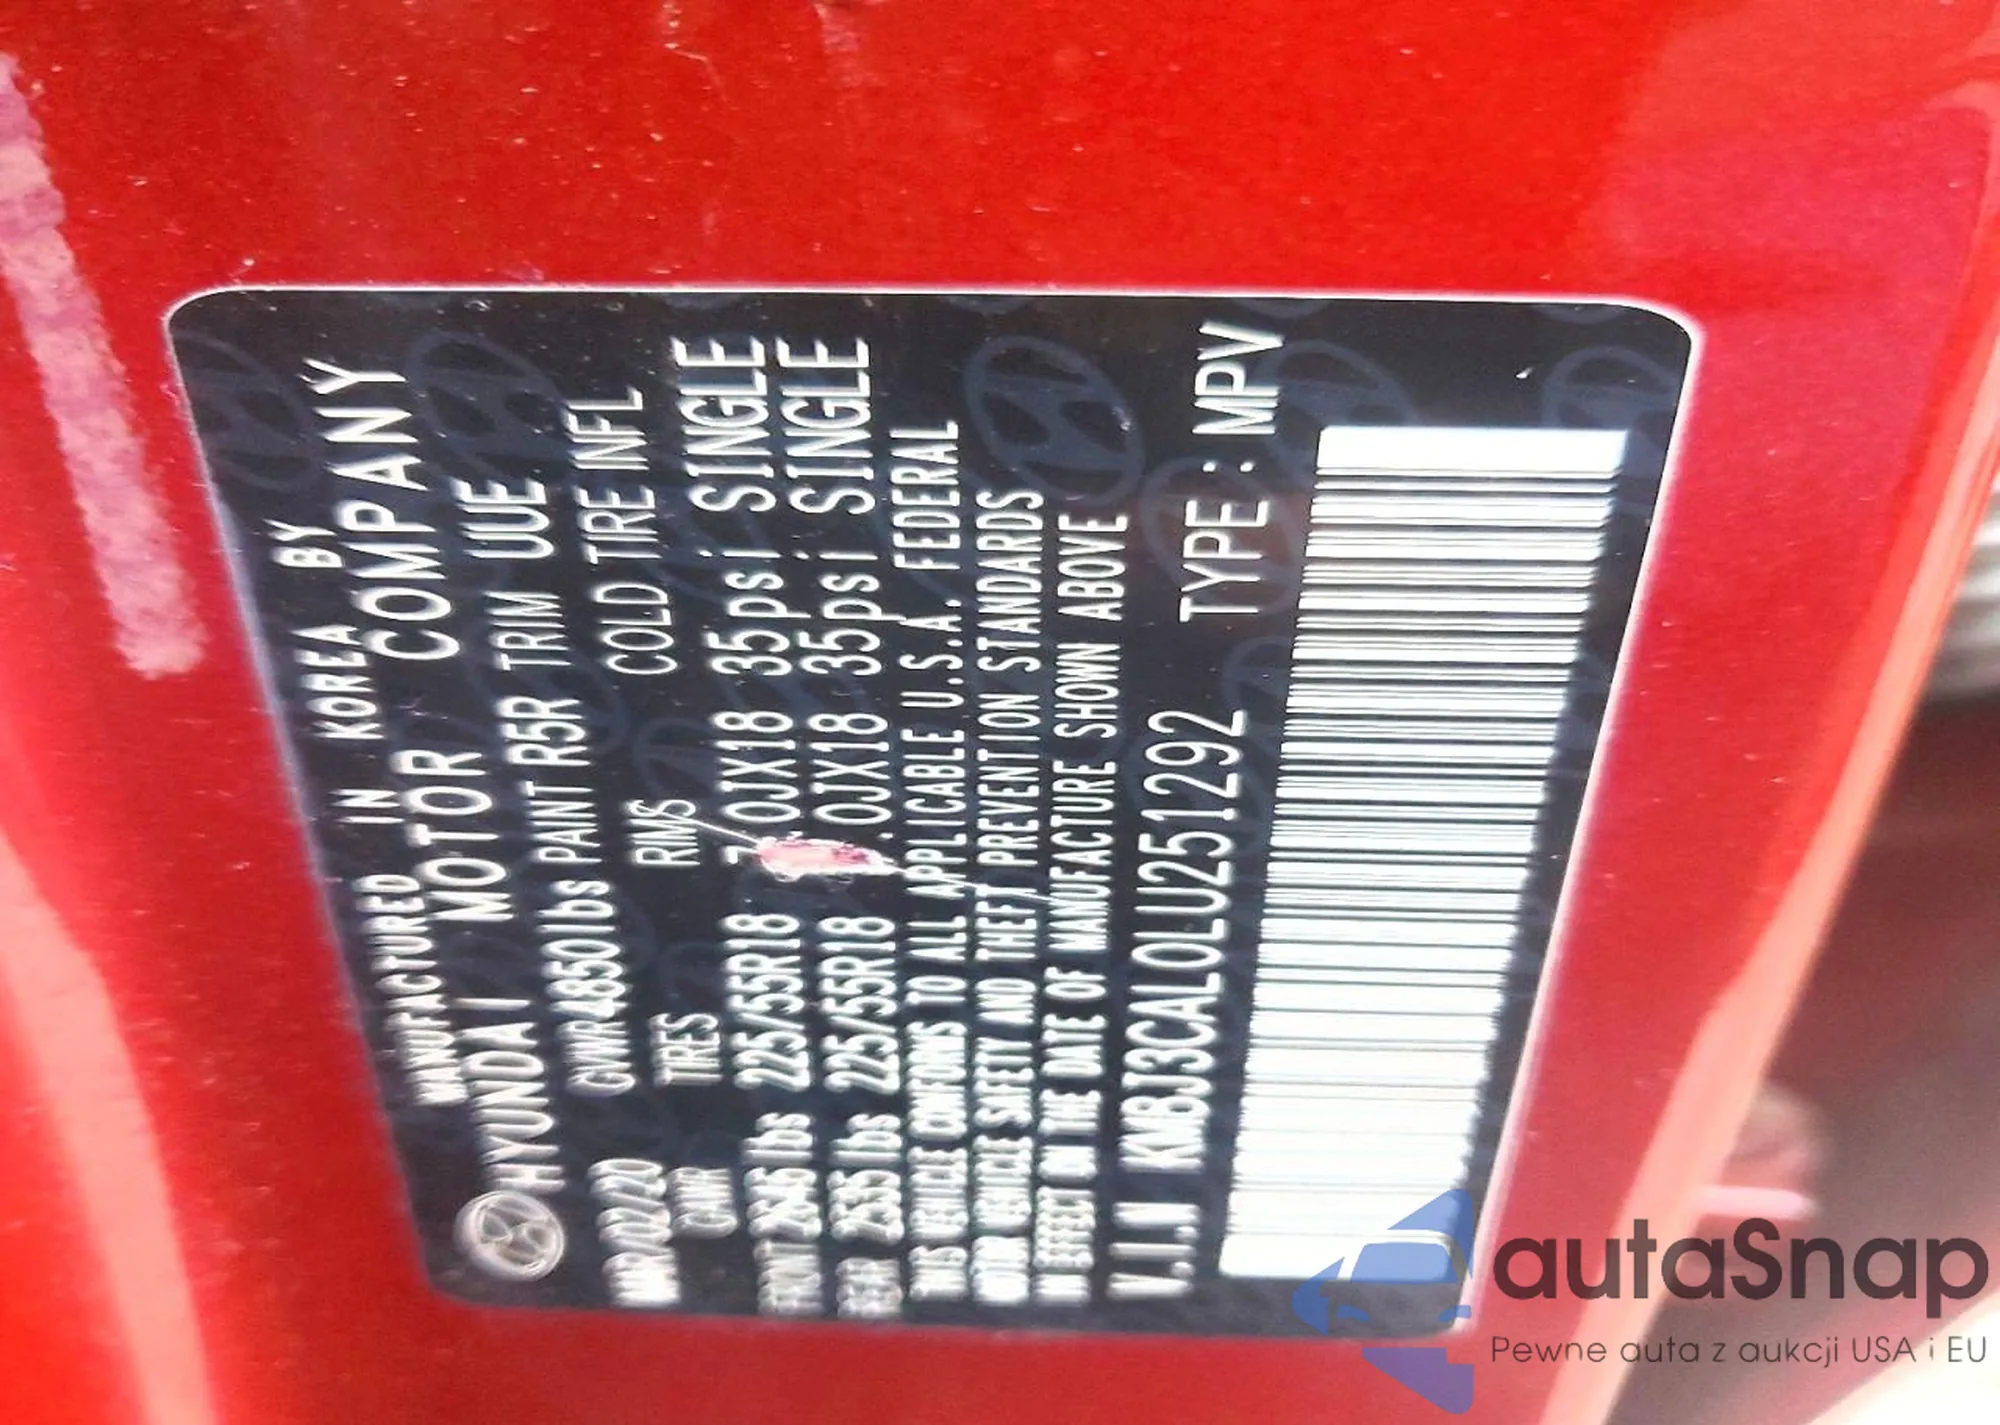 MANUFACTURED IN KOREA BY
HYUNDAI MOTOR COMPANY
MAR/02/20 GVWR 4850lbs PAINT R5R TRIM UUE
GAWR TIRES RIMS COLD TIRE INFL
FRONT 2645 lbs 225/55R18 7.0JX18 35psi SINGLE
REAR 2535 lbs 225/55R18 .0JX18 35psi SINGLE
THIS VEHICLE CONFORMS TO ALL APPLICABLE U.S.A. FEDERAL
MOTOR VEHICLE SAFETY AND THEFT PREVENTION STANDARDS
IN EFFECT ON THE DATE OF MANUFACTURE SHOWN ABOVE
V.I.N KM8J3CAL0LU251292 TYPE : MPV
autaSnap
Pewne auta z aukcji USA i EU